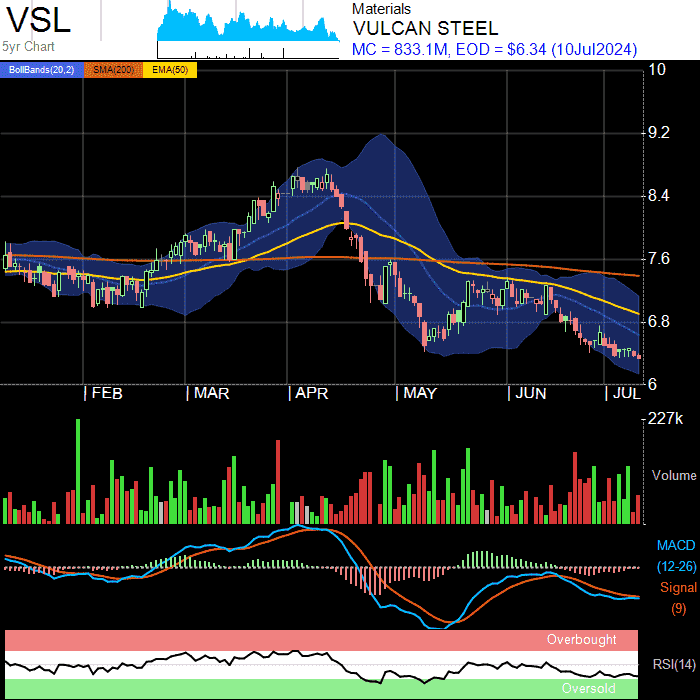 VSL
5yr Chart
Materials
VULCAN STEEL
MC = 833.1M, EOD = $6.34 (10Jul2024)
BollBands(20,2) SMA(200) EMA(50)
10
9.2
8.4
7.6
6.8
6
FEB MAR APR MAY JUN JUL
227k
Volume
MACD
(12-26)
Signal
(9)
Overbought
RSI(14)
Oversold